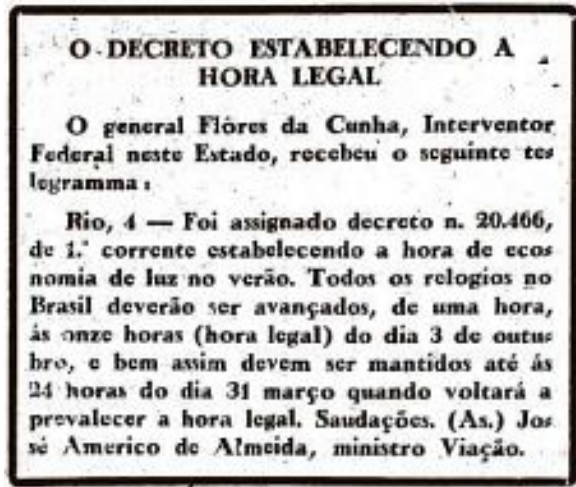 O DECRETO ESTABELECENDO A
HORA LEGAL
O general Flôres da Cunha, Interventor
Federal neste Estado, recebeu o seguinte te=
legramma:
Rio, 4 — Foi assignado decreto n. 20.466,
de 1.º corrente estabelecendo a hora de eco=
nomia de luz no verão. Todos os relogios no
Brasil deverão ser avançados, de uma hora,
ás onze horas (hora legal) do dia 3 de outu=
bro, e bem assim devem ser mantidos até ás
24 horas do dia 31 março quando voltará a
prevalecer a hora legal. Saudações. (As.) Jo=
sé Americo de Almeida, ministro Viação.